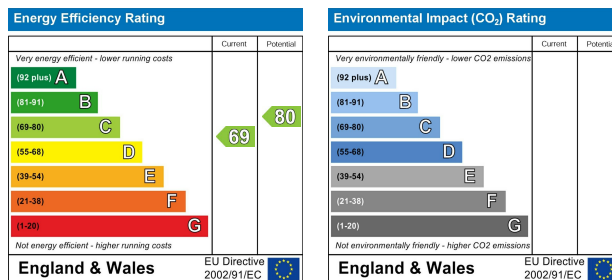 Energy Efficiency Rating
Current Potential
Very energy efficient - lower running costs
(92 plus) A
(81-91) B
(69-80) C
(55-68) D
(39-54) E
(21-38) F
(1-20) G
69
80
Not energy efficient - higher running costs
England & Wales
EU Directive
2002/91/EC
Environmental Impact (CO₂) Rating
Current Potential
Very environmentally friendly - lower CO2 emissions
(92 plus) A
(81-91) B
(69-80) C
(55-68) D
(39-54) E
(21-38) F
(1-20) G
Not environmentally friendly - higher CO2 emissions
England & Wales
EU Directive
2002/91/EC